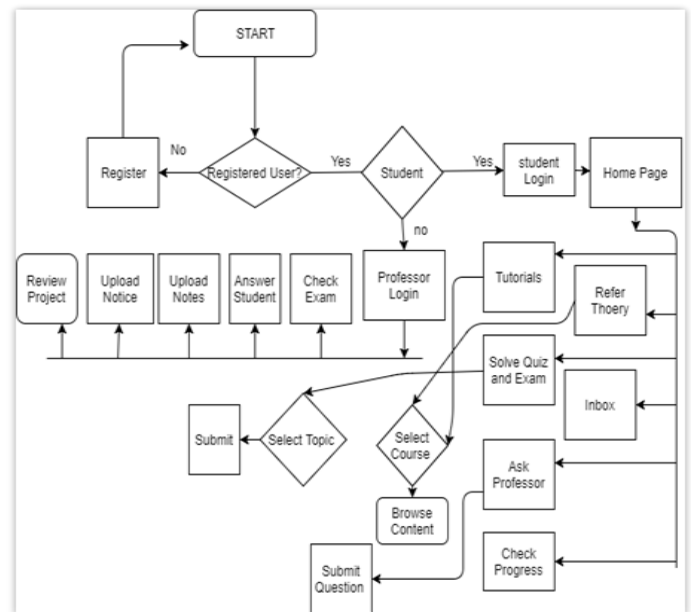 START
Register
No
Registered User?
Yes
Student
Yes
student
Login
Home Page
no
Review
Project
Upload
Notice
Upload
Notes
Answer
Student
Check
Exam
Professor
Login
Tutorials
Refer
Thoery
Solve Quiz
and Exam
Inbox
Submit
Select Topic
Select
Course
Ask
Professor
Browse
Content
Check
Progress
Submit
Question